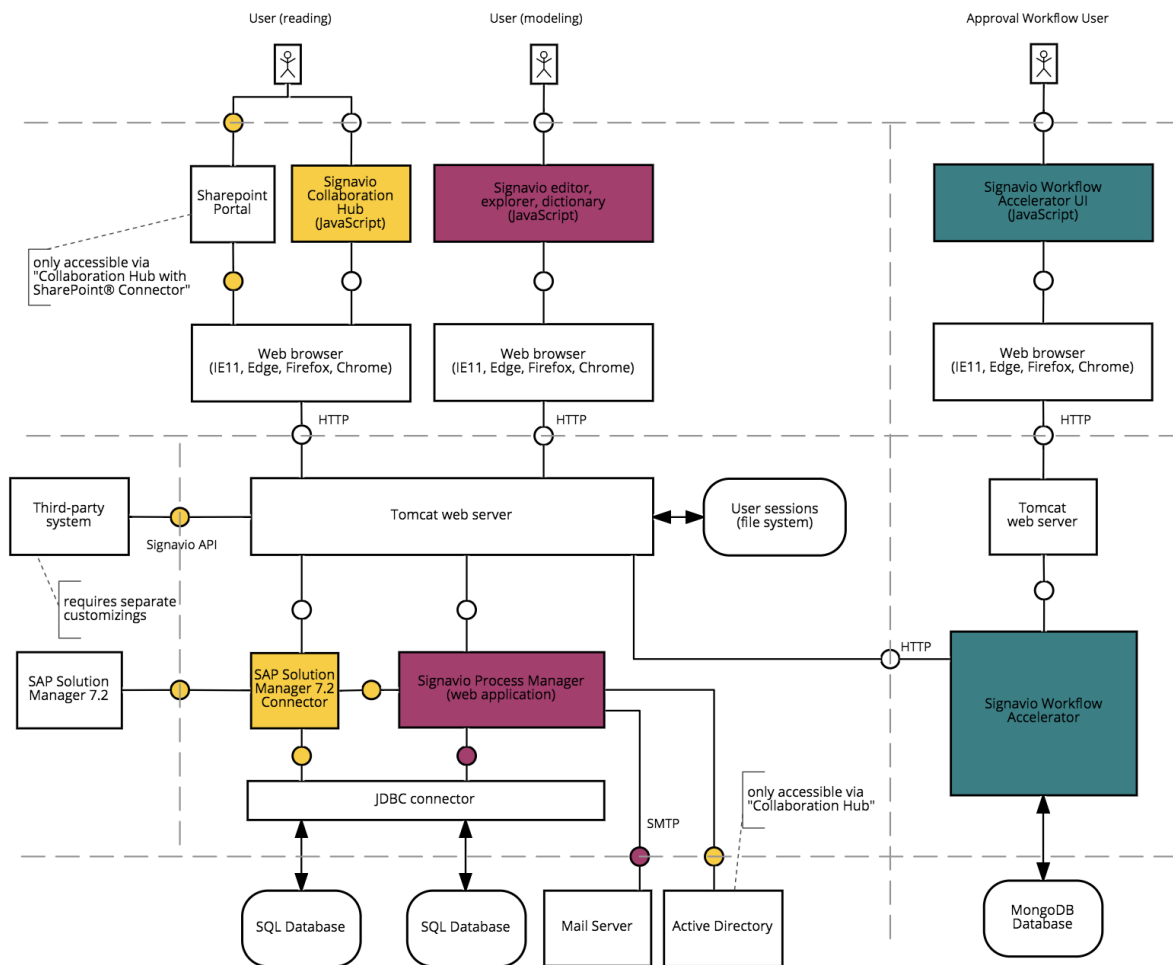 User (reading)
User (modeling)
Approval Workflow User
Sharepoint
Portal
Signavio
Collaboration
Hub
(JavaScript)
Signavio editor,
explorer, dictionary
(JavaScript)
Signavio Workflow
Accelerator UI
(JavaScript)
only accessible via
"Collaboration Hub with
SharePoint® Connector"
Web browser
(IE11, Edge, Firefox, Chrome)
Web browser
(IE11, Edge, Firefox, Chrome)
Web browser
(IE11, Edge, Firefox, Chrome)
HTTP
HTTP
HTTP
Third-party
system
Signavio API
Tomcat web server
User sessions
(file system)
Tomcat
web server
requires separate
customizings
HTTP
SAP Solution
Manager 7.2
SAP Solution
Manager 7.2
Connector
Signavio Process Manager
(web application)
Signavio Workflow
Accelerator
JDBC connector
only accessible via
"Collaboration Hub"
SMTP
SQL Database
SQL Database
Mail Server
Active Directory
MongoDB
Database